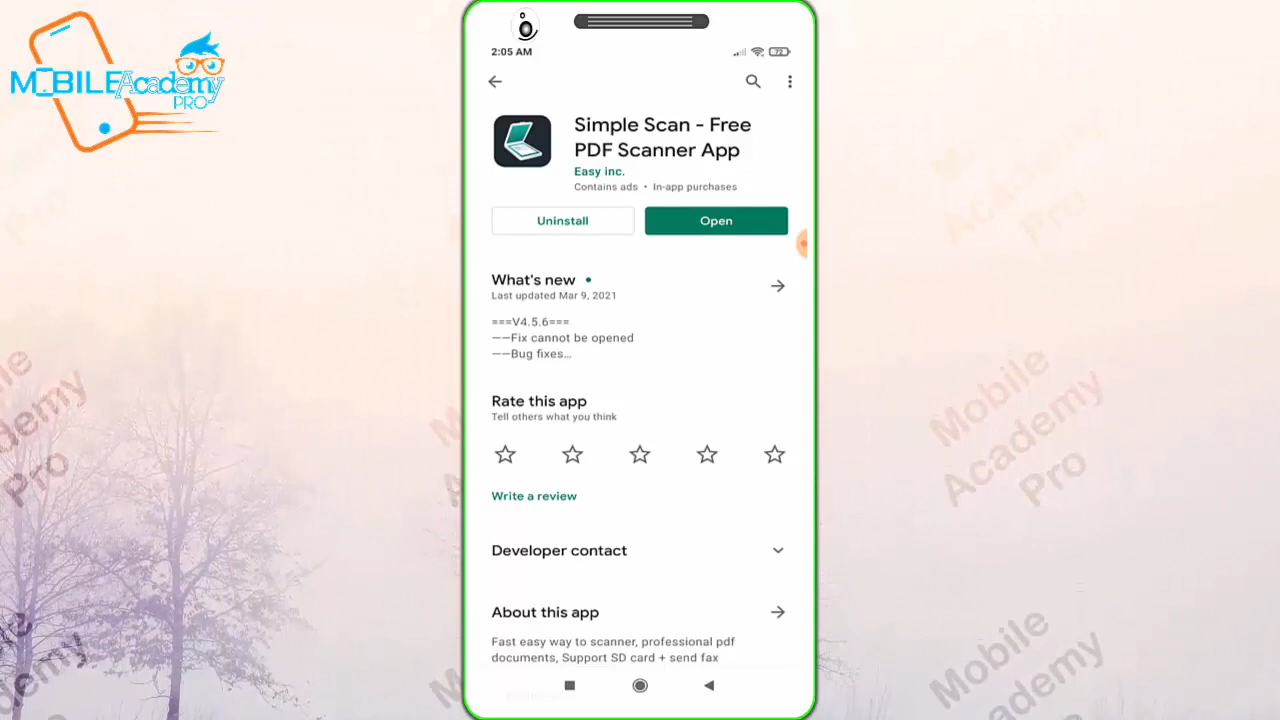 MOBILE Academy
PRO
2:05 AM
72
Simple Scan - Free
PDF Scanner App
Easy inc.
Contains ads • In-app purchases
Uninstall
Open
What's new •
Last updated Mar 9, 2021
===V4.5.6===
——Fix cannot be opened
——Bug fixes…
Rate this app
Tell others what you think
Write a review
Developer contact
About this app
Fast easy way to scanner, professional pdf
documents, Support SD card + send fax
Mobile
Academy
Pro
Mobile
Academy
Pro